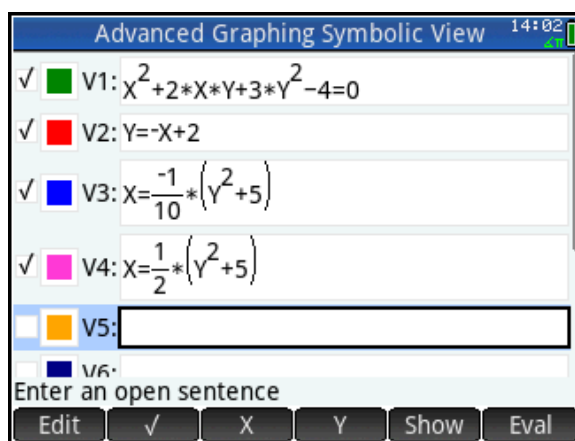 Advanced Graphing Symbolic View 14:02
∡π
√ V1: X²+2*X*Y+3*Y²−4=0
√ V2: Y=⁻X+2
√ V3: X=⁻1/10*(Y²+5)
√ V4: X=1/2*(Y²+5)
V5:
V6:
Enter an open sentence
Edit √ X Y Show Eval